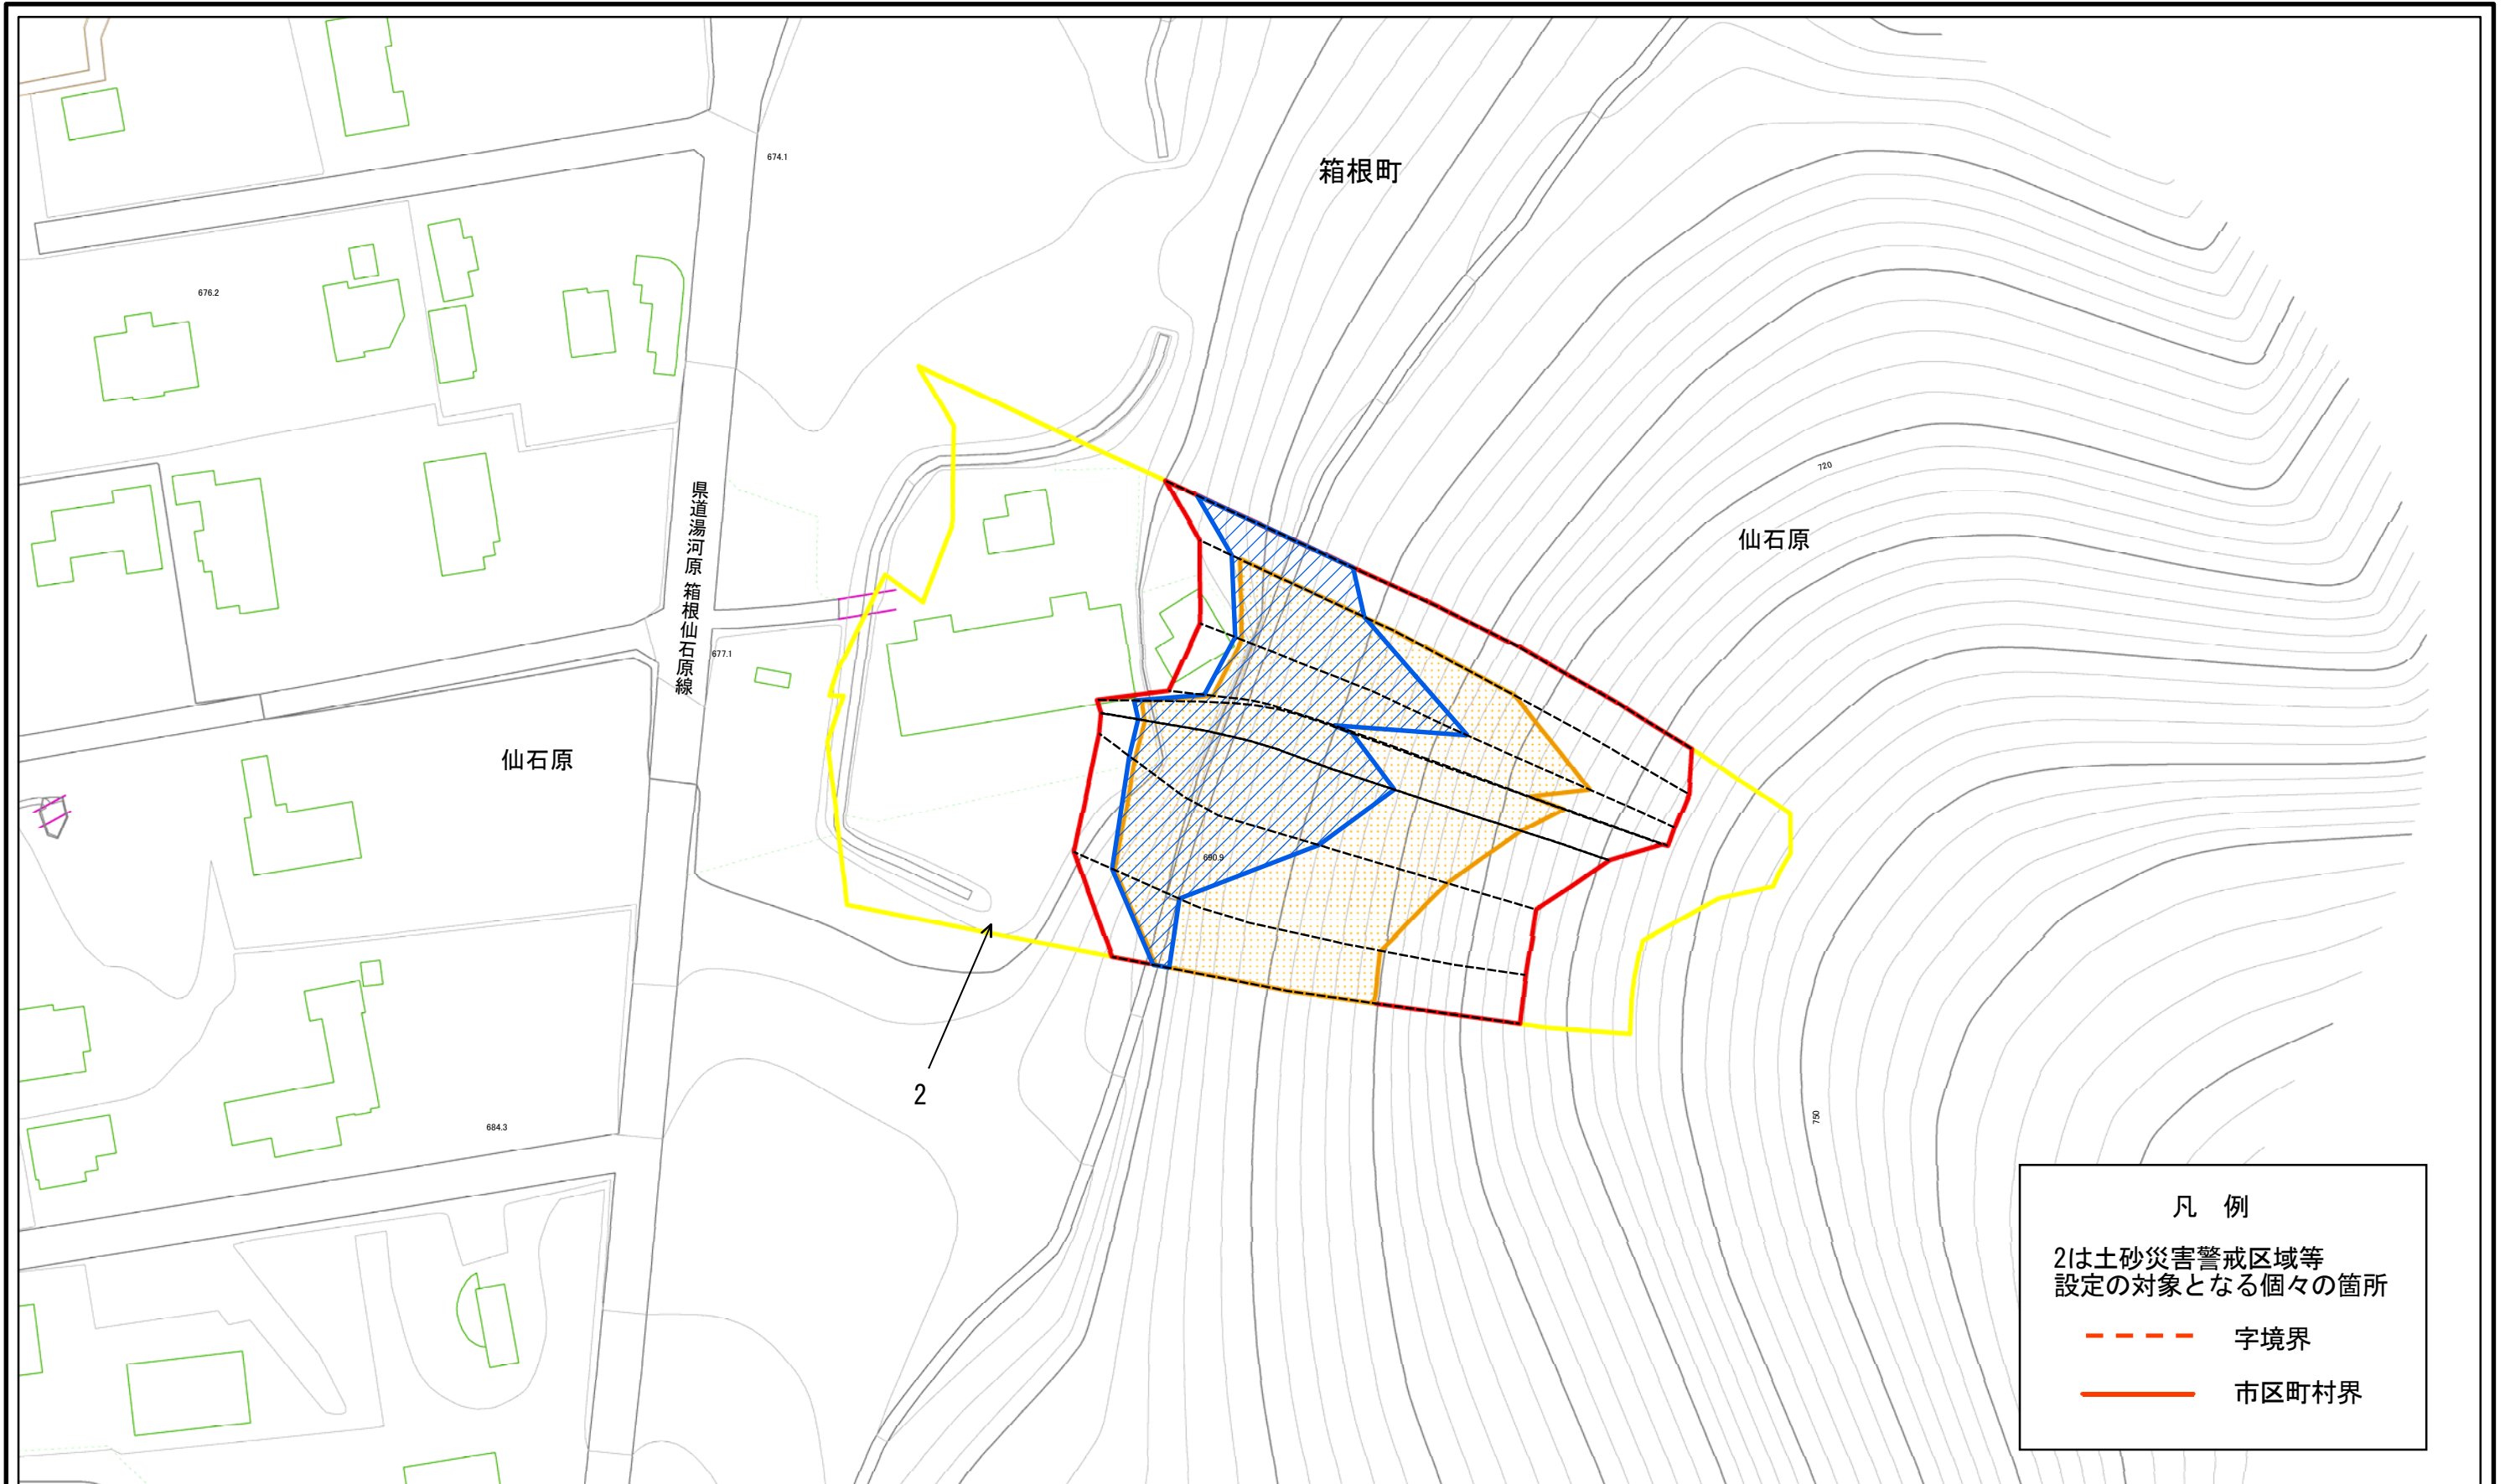 674.1
箱根町
676.2
720
仙石原
県道湯河原箱根仙石原線
677.1
仙石原
690.9
2
750
684.3
凡 例
2は土砂災害警戒区域等
設定の対象となる個々の箇所
字境界
市区町村界